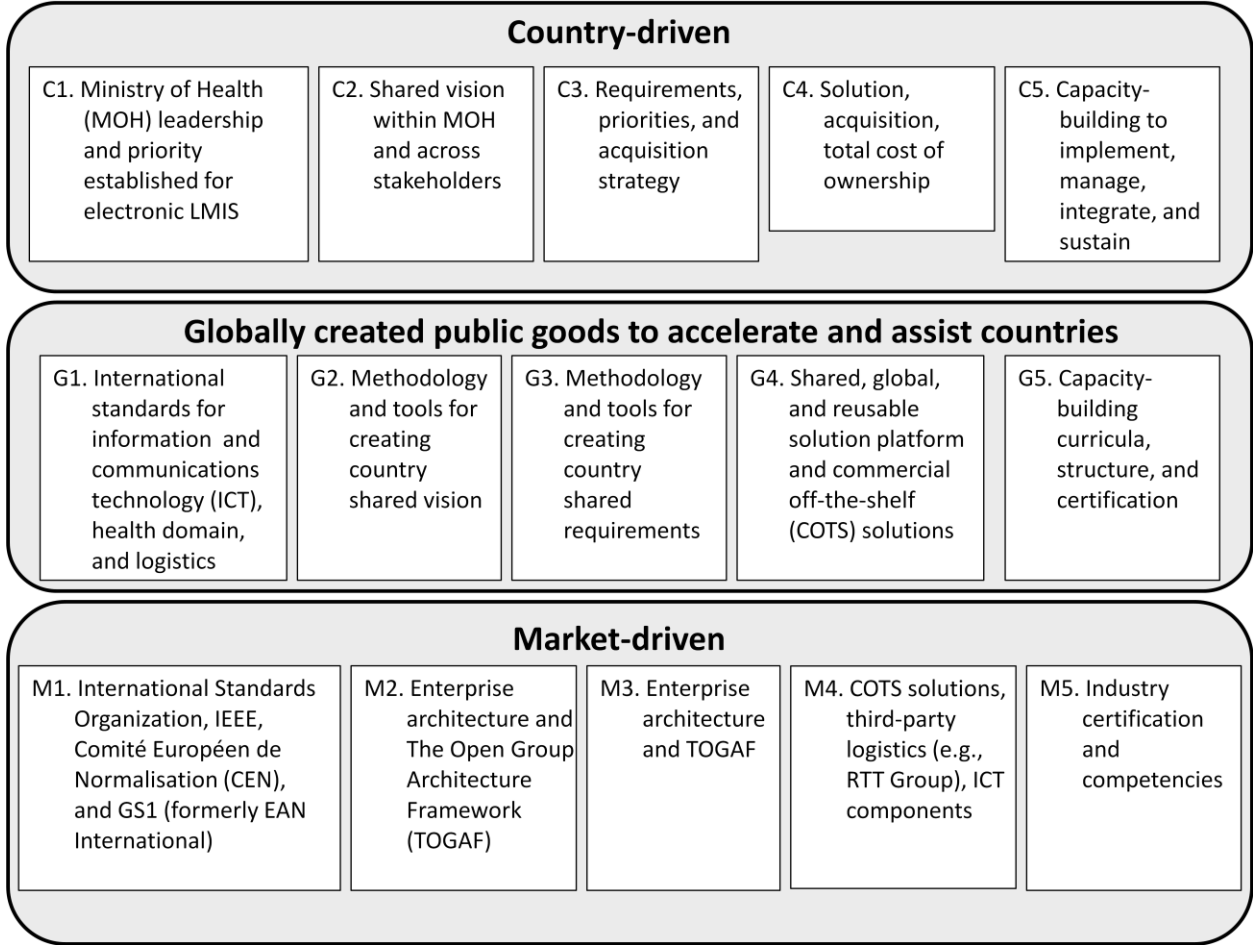 Country-driven
C1. Ministry of Health
(MOH) leadership
and priority
established for
electronic LMIS
C2. Shared vision
within MOH
and across
stakeholders
C3. Requirements,
priorities, and
acquisition
strategy
C4. Solution,
acquisition,
total cost of
ownership
C5. Capacity-
building to
implement,
manage,
integrate, and
sustain
Globally created public goods to accelerate and assist countries
G1. International
standards for
information and
communications
technology (ICT),
health domain,
and logistics
G2. Methodology
and tools for
creating
country
shared vision
G3. Methodology
and tools for
creating
country
shared
requirements
G4. Shared, global,
and reusable
solution platform
and commercial
off-the-shelf
(COTS) solutions
G5. Capacity-
building
curricula,
structure, and
certification
Market-driven
M1. International Standards
Organization, IEEE,
Comité Européen de
Normalisation (CEN),
and GS1 (formerly EAN
International)
M2. Enterprise
architecture and
The Open Group
Architecture
Framework
(TOGAF)
M3. Enterprise
architecture
and TOGAF
M4. COTS solutions,
third-party
logistics (e.g.,
RTT Group), ICT
components
M5. Industry
certification
and
competencies